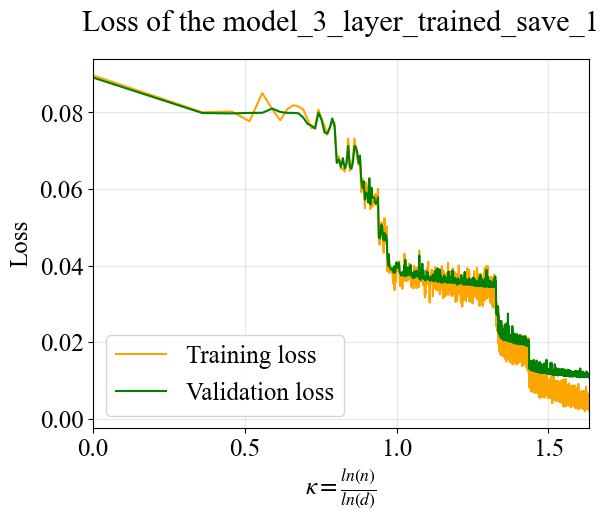 Loss of the model_3_layer_trained_save_1
0.08
0.06
0.04
0.02
0.00
Loss
Training loss
Validation loss
0.0 0.5 1.0 1.5
κ = ln(n) / ln(d)